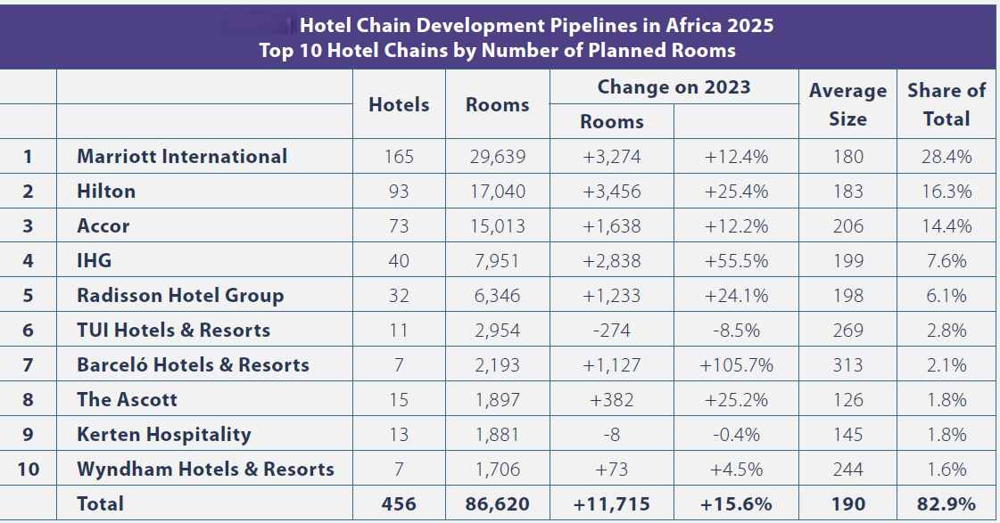 Hotel Chain Development Pipelines in Africa 2025
Top 10 Hotel Chains by Number of Planned Rooms
Hotels Rooms Change on 2023 Average Size Share of Total
Rooms
1 Marriott International 165 29,639 +3,274 +12.4% 180 28.4%
2 Hilton 93 17,040 +3,456 +25.4% 183 16.3%
3 Accor 73 15,013 +1,638 +12.2% 206 14.4%
4 IHG 40 7,951 +2,838 +55.5% 199 7.6%
5 Radisson Hotel Group 32 6,346 +1,233 +24.1% 198 6.1%
6 TUI Hotels & Resorts 11 2,954 -274 -8.5% 269 2.8%
7 Barceló Hotels & Resorts 7 2,193 +1,127 +105.7% 313 2.1%
8 The Ascott 15 1,897 +382 +25.2% 126 1.8%
9 Kerten Hospitality 13 1,881 -8 -0.4% 145 1.8%
10 Wyndham Hotels & Resorts 7 1,706 +73 +4.5% 244 1.6%
Total 456 86,620 +11,715 +15.6% 190 82.9%